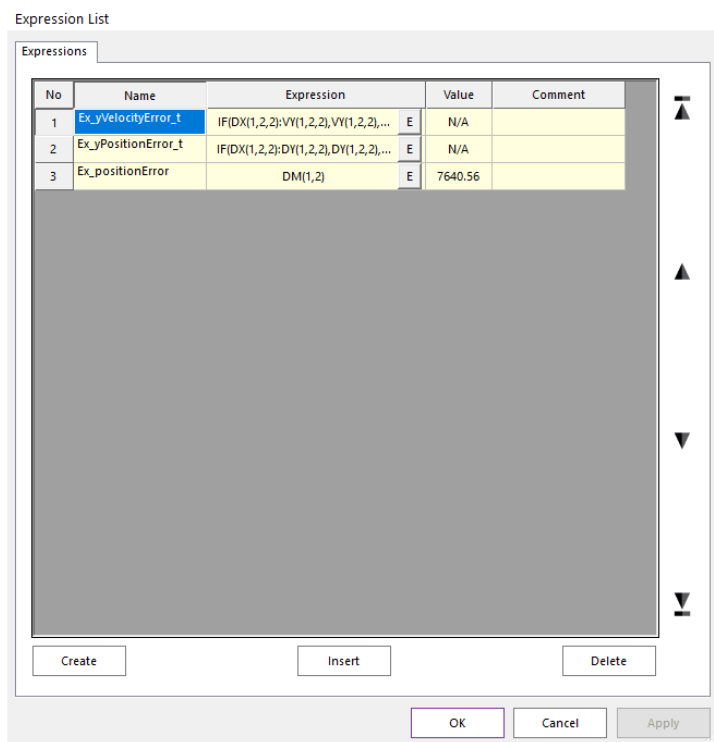 Expression List
Expressions
No Name Expression Value Comment
1 Ex_yVelocityError_t IF(DX(1,2,2):VY(1,2,2),VY(1,2,2),... E N/A
2 Ex_yPositionError_t IF(DX(1,2,2):DY(1,2,2),DY(1,2,2),... E N/A
3 Ex_positionError DM(1,2) E 7640.56
Create Insert Delete
OK Cancel Apply